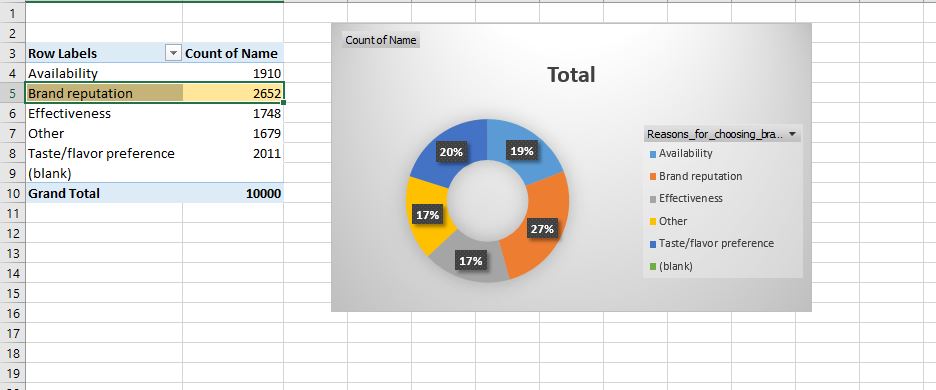 1
2
3 Row Labels Count of Name
4 Availability 1910
5 Brand reputation 2652
6 Effectiveness 1748
7 Other 1679
8 Taste/flavor preference 2011
9 (blank)
10 Grand Total 10000
11
12
13
14
15
16
17
18
19
Count of Name
Total
20% 19%
17% 27%
17%
Reasons_for_choosing_bra...
Availability
Brand reputation
Effectiveness
Other
Taste/flavor preference
(blank)